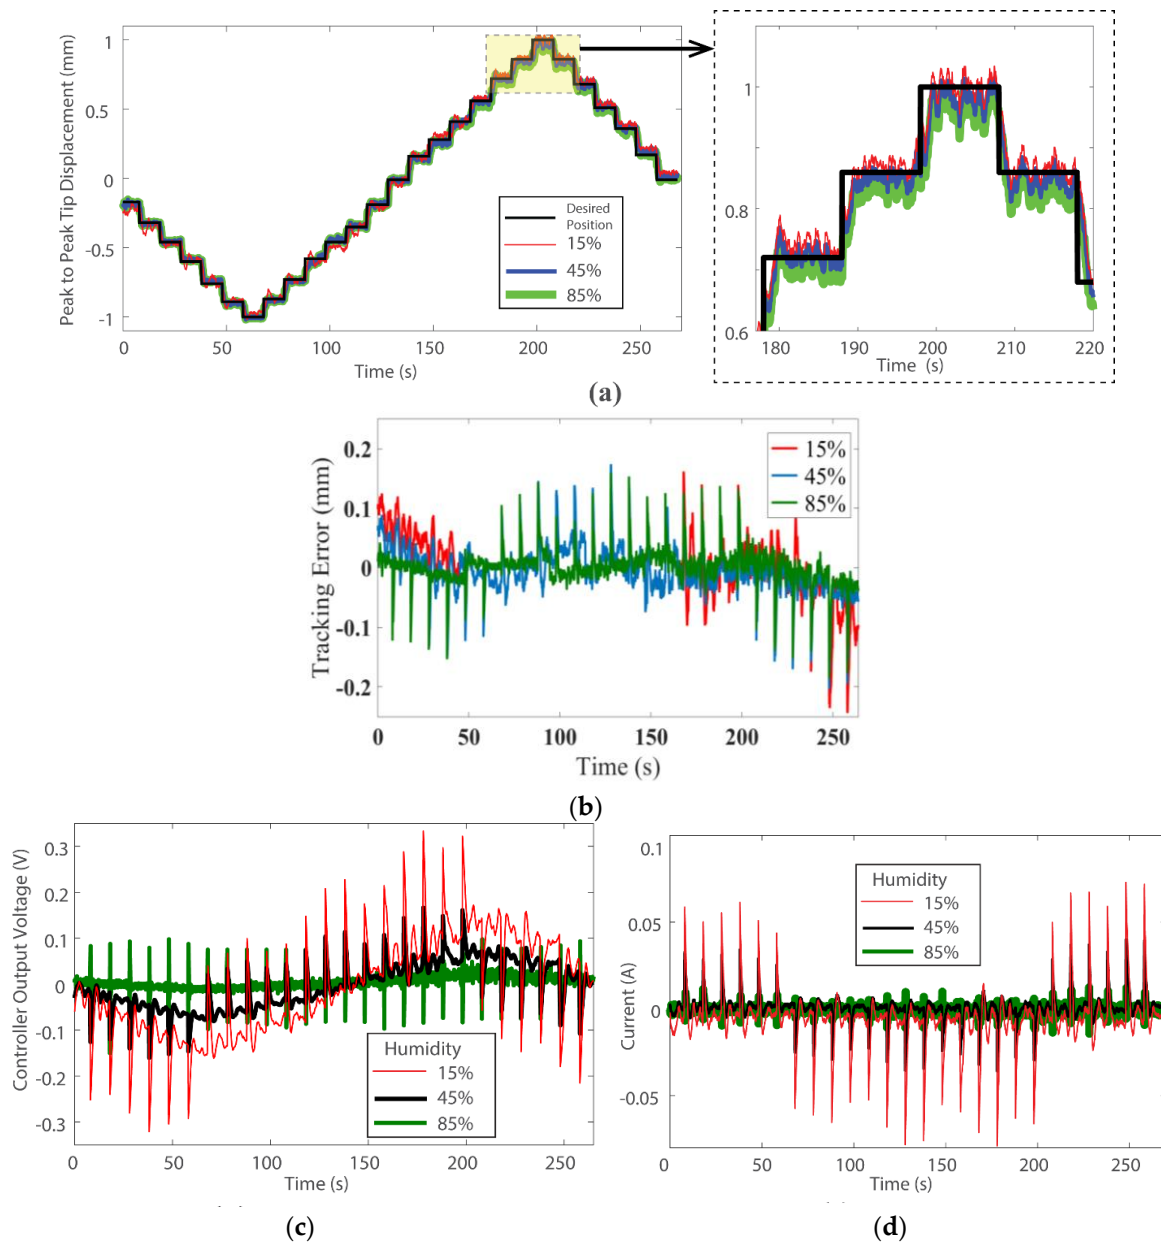 Peak to Peak Tip Displacement (mm)
1
0.5
0
-0.5
-1
0 50 100 150 200 250
Time (s)
Desired
Position
15%
45%
85%
1
0.8
0.6
180 190 200 210 220
Time (s)
(a)
Tracking Error (mm)
0.2
0.1
0
-0.1
-0.2
0 50 100 150 200 250
Time (s)
15%
45%
85%
(b)
Controller Output Voltage (V)
0.3
0.2
0.1
0
-0.1
-0.2
-0.3
0 50 100 150 200 250
Time (s)
Humidity
15%
45%
85%
(c)
Current (A)
0.1
0.05
0
-0.05
0 50 100 150 200 250
Time (s)
Humidity
15%
45%
85%
(d)